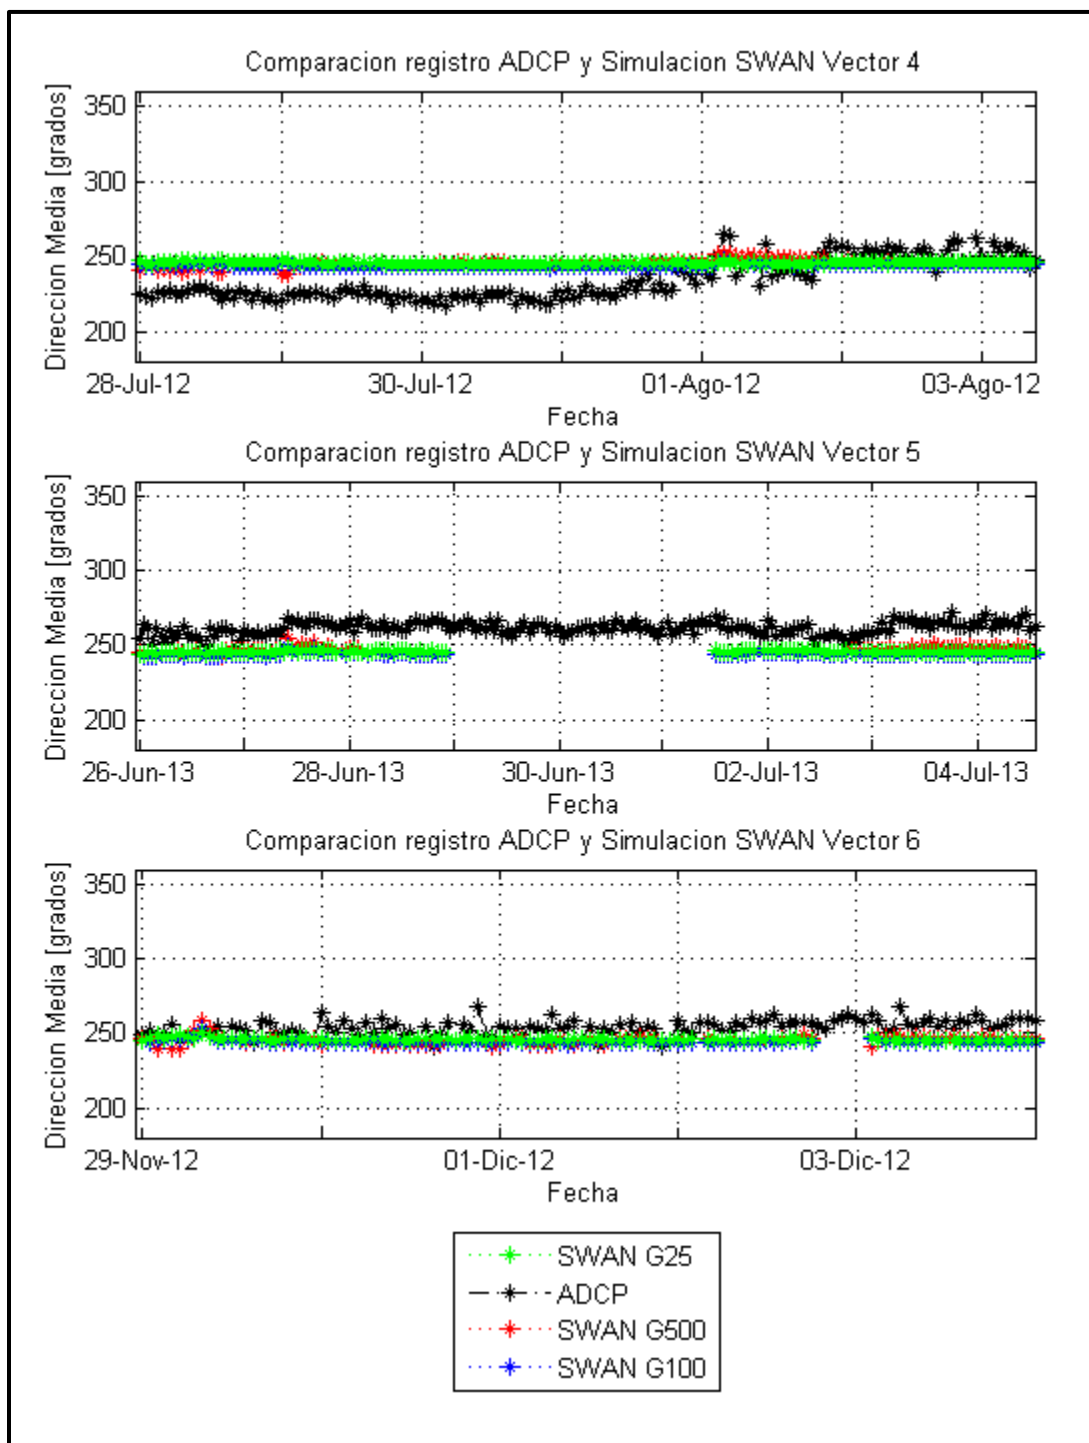 Comparacion registro ADCP y Simulacion SWAN Vector 4
Direccion Media [grados]
350
300
250
200
28-Jul-12 30-Jul-12 01-Ago-12 03-Ago-12
Fecha
Comparacion registro ADCP y Simulacion SWAN Vector 5
Direccion Media [grados]
350
300
250
200
26-Jun-13 28-Jun-13 30-Jun-13 02-Jul-13 04-Jul-13
Fecha
Comparacion registro ADCP y Simulacion SWAN Vector 6
Direccion Media [grados]
350
300
250
200
29-Nov-12 01-Dic-12 03-Dic-12
Fecha
SWAN G25
ADCP
SWAN G500
SWAN G100